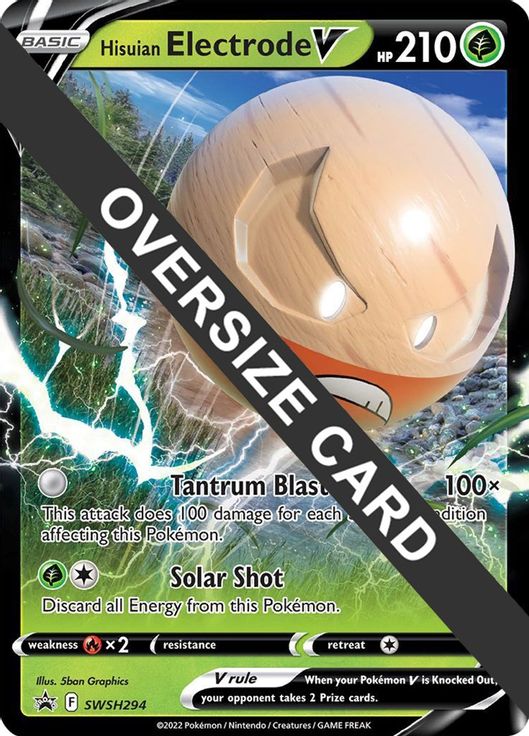 BASIC Hisuian Electrode V HP 210
OVERSIZE CARD
Tantrum Blast 100×
This attack does 100 damage for each
affecting this Pokémon.
Solar Shot
Discard all Energy from this Pokémon.
weakness ×2 resistance retreat
Illus. 5ban Graphics
V rule When your Pokémon V is Knocked Out,
your opponent takes 2 Prize cards.
F SWSH294
©2022 Pokémon / Nintendo / Creatures / GAME FREAK